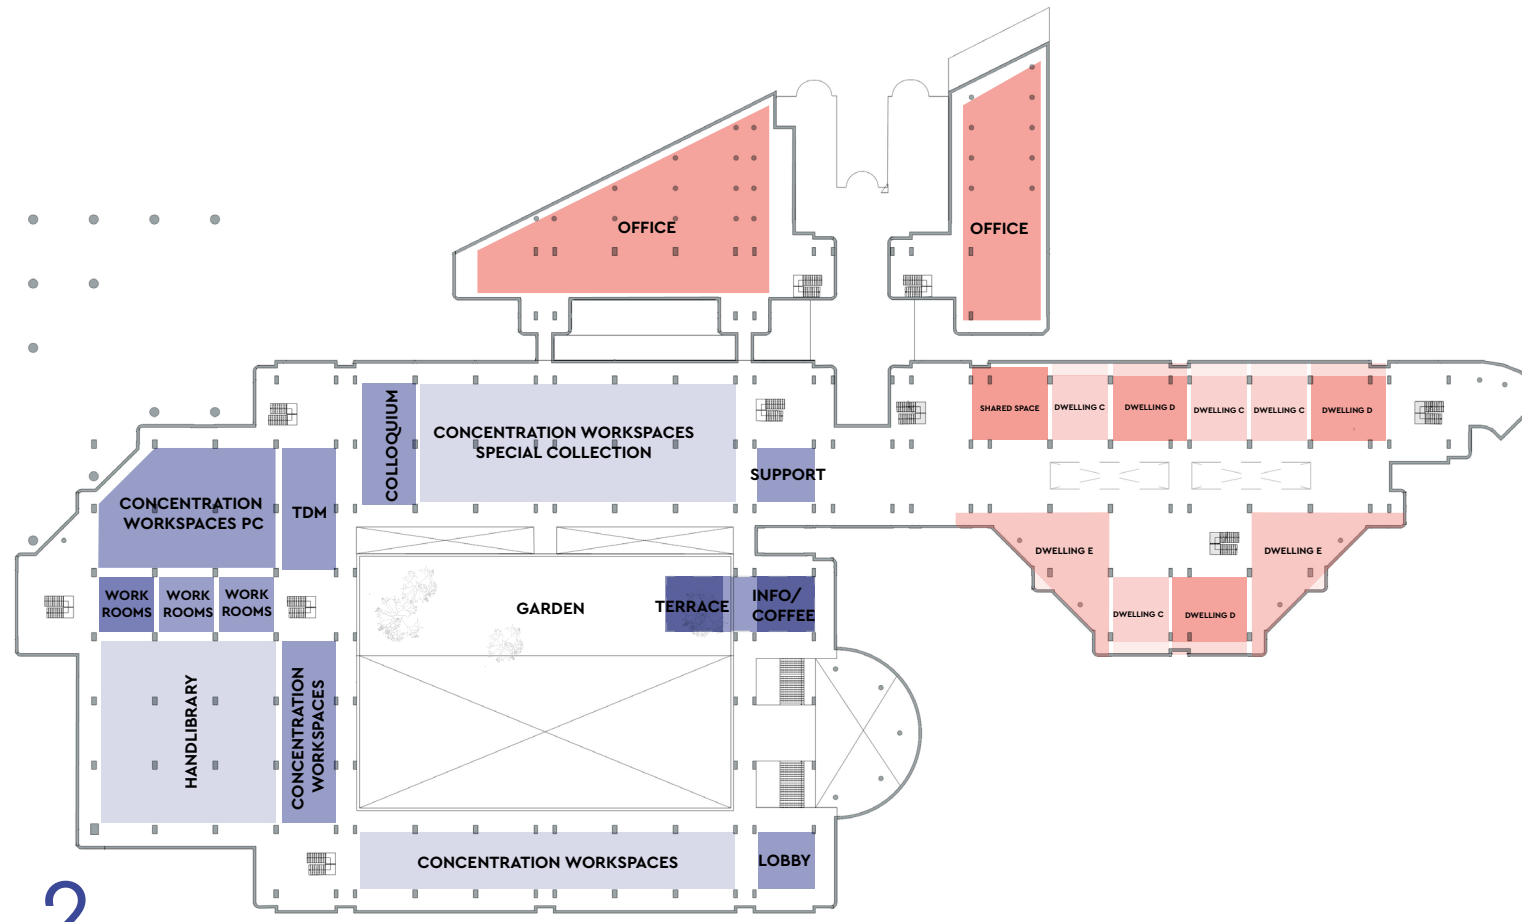 OFFICE
OFFICE
COLLOQUIUM
CONCENTRATION WORKSPACES
SPECIAL COLLECTION
SUPPORT
SHARED SPACE
DWELLING C
DWELLING D
DWELLING C
DWELLING C
DWELLING D
CONCENTRATION
WORKSPACES PC
TDM
DWELLING E
DWELLING E
WORK
ROOMS
WORK
ROOMS
WORK
ROOMS
GARDEN
TERRACE
INFO/
COFFEE
DWELLING C
DWELLING D
HANDLIBRARY
CONCENTRATION
WORKSPACES
CONCENTRATION WORKSPACES
LOBBY
2